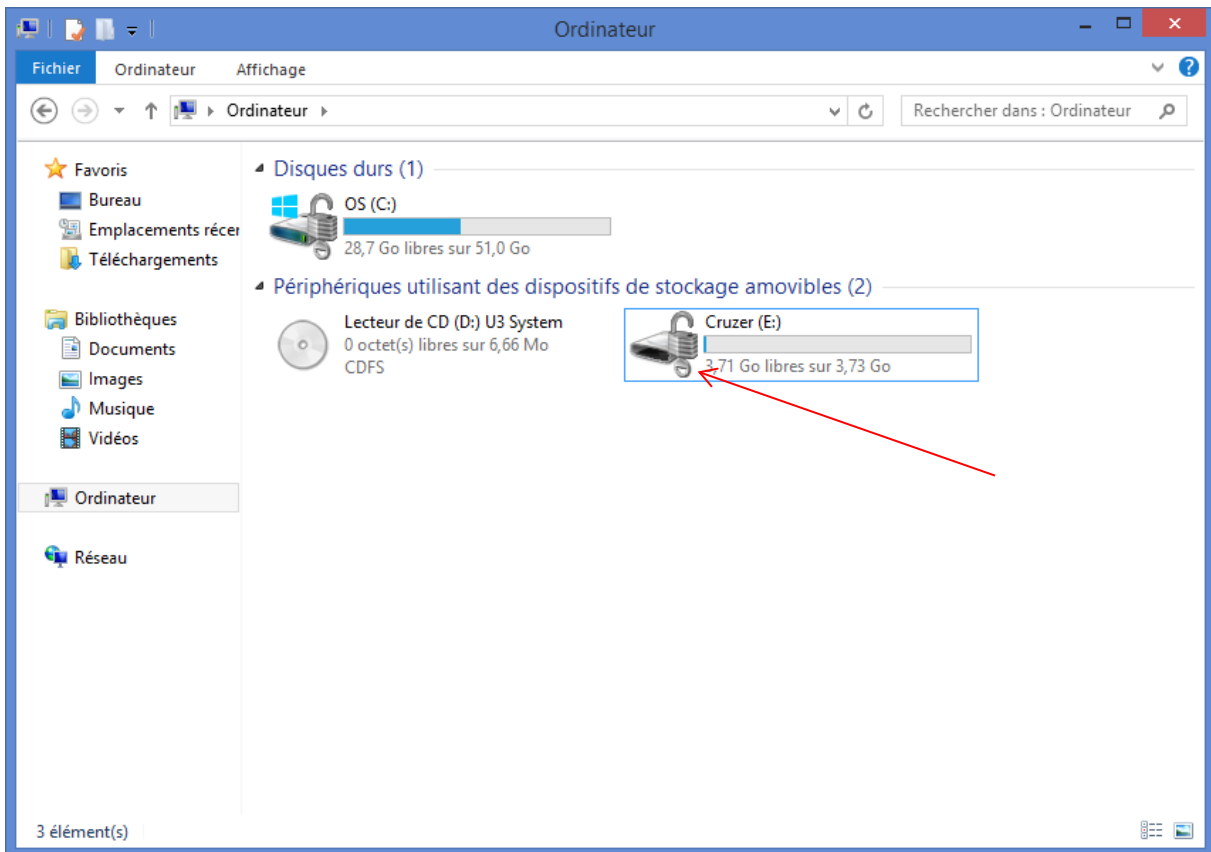 Ordinateur
Fichier Ordinateur Affichage
Ordinateur
Rechercher dans : Ordinateur
Favoris
Bureau
Emplacements récer
Téléchargements
Bibliothèques
Documents
Images
Musique
Vidéos
Ordinateur
Réseau
Disques durs (1)
OS (C:)
28,7 Go libres sur 51,0 Go
Périphériques utilisant des dispositifs de stockage amovibles (2)
Lecteur de CD (D:) U3 System
0 octet(s) libres sur 6,66 Mo
CDFS
Cruzer (E:)
3,71 Go libres sur 3,73 Go
3 élément(s)